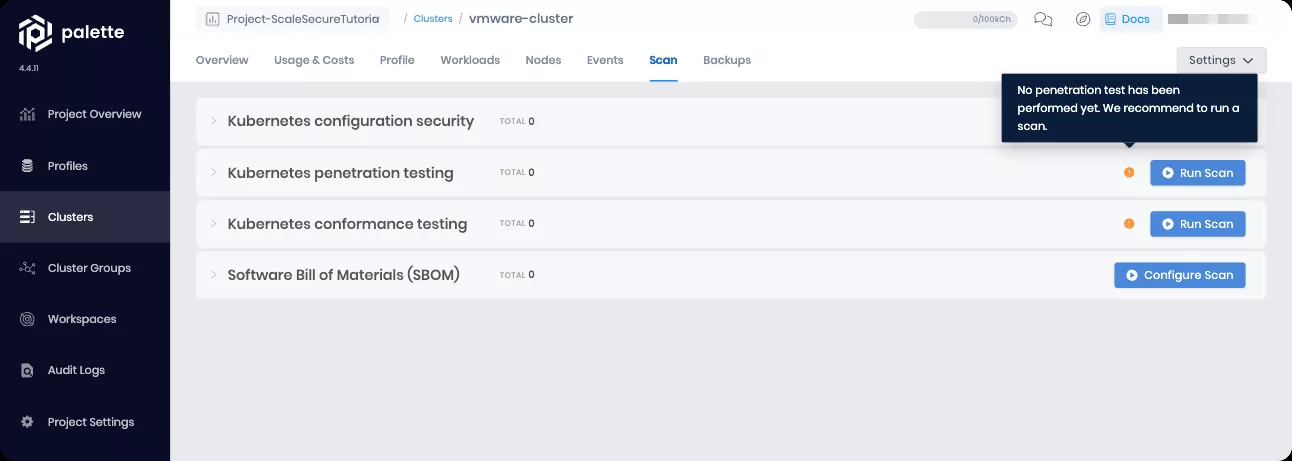 palette
4.4.11
Project Overview
Profiles
Clusters
Cluster Groups
Workspaces
Audit Logs
Project Settings
Project-ScaleSecureTutoria / Clusters / vmware-cluster
0/100kCh
Docs
Overview Usage & Costs Profile Workloads Nodes Events Scan Backups
Settings
No penetration test has been
performed yet. We recommend to run a
scan.
Kubernetes configuration security TOTAL 0
Kubernetes penetration testing TOTAL 0 Run Scan
Kubernetes conformance testing TOTAL 0 Run Scan
Software Bill of Materials (SBOM) TOTAL 0 Configure Scan